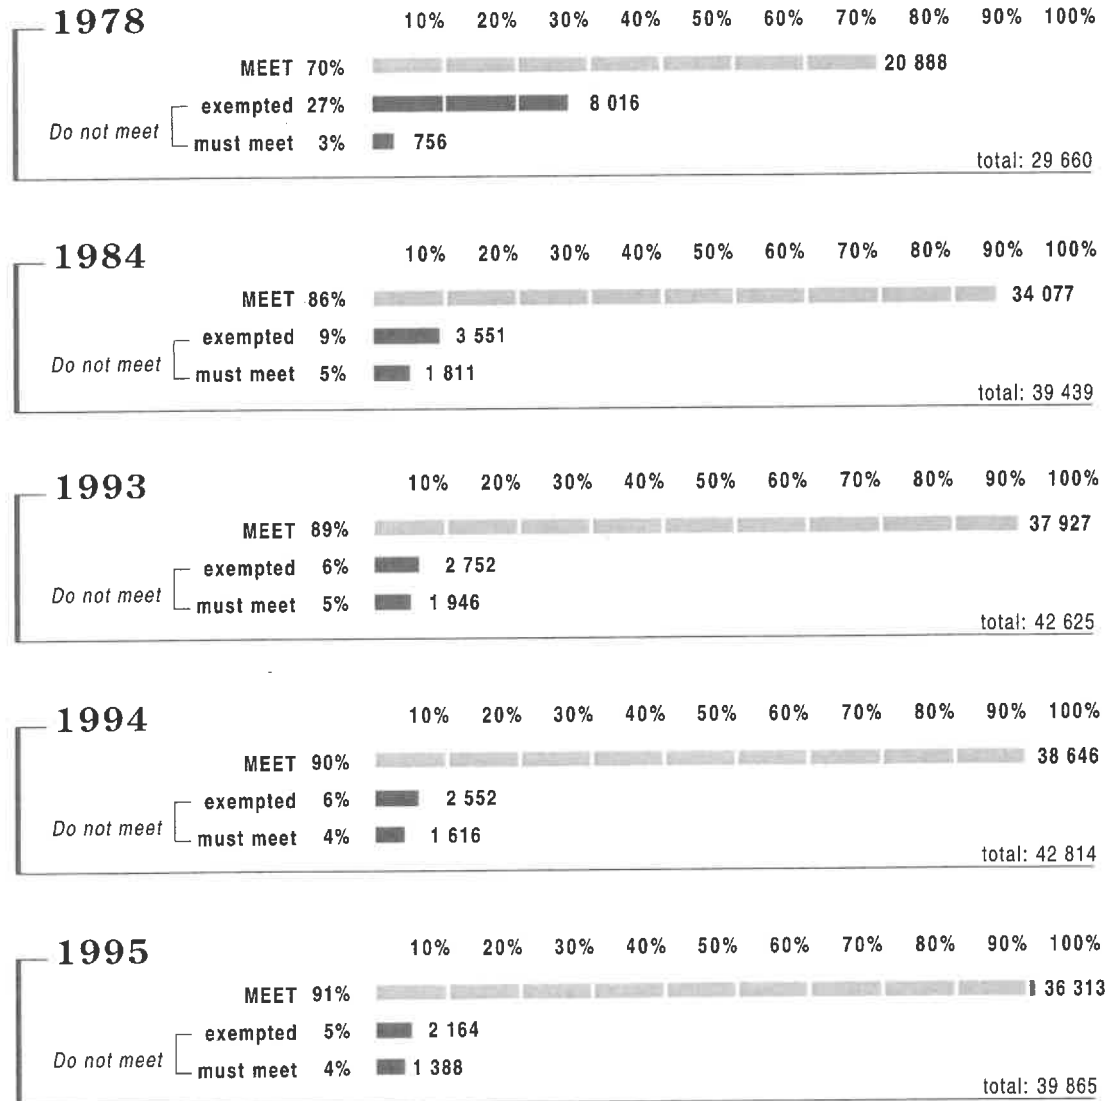 1978 10% 20% 30% 40% 50% 60% 70% 80% 90% 100%
MEET 70% 20 888
exempted 27% 8 016
Do not meet
must meet 3% 756
total: 29 660
1984 10% 20% 30% 40% 50% 60% 70% 80% 90% 100%
MEET 86% 34 077
exempted 9% 3 551
Do not meet
must meet 5% 1 811
total: 39 439
1993 10% 20% 30% 40% 50% 60% 70% 80% 90% 100%
MEET 89% 37 927
exempted 6% 2 752
Do not meet
must meet 5% 1 946
total: 42 625
1994 10% 20% 30% 40% 50% 60% 70% 80% 90% 100%
MEET 90% 38 646
exempted 6% 2 552
Do not meet
must meet 4% 1 616
total: 42 814
1995 10% 20% 30% 40% 50% 60% 70% 80% 90% 100%
MEET 91% 36 313
exempted 5% 2 164
Do not meet
must meet 4% 1 388
total: 39 865